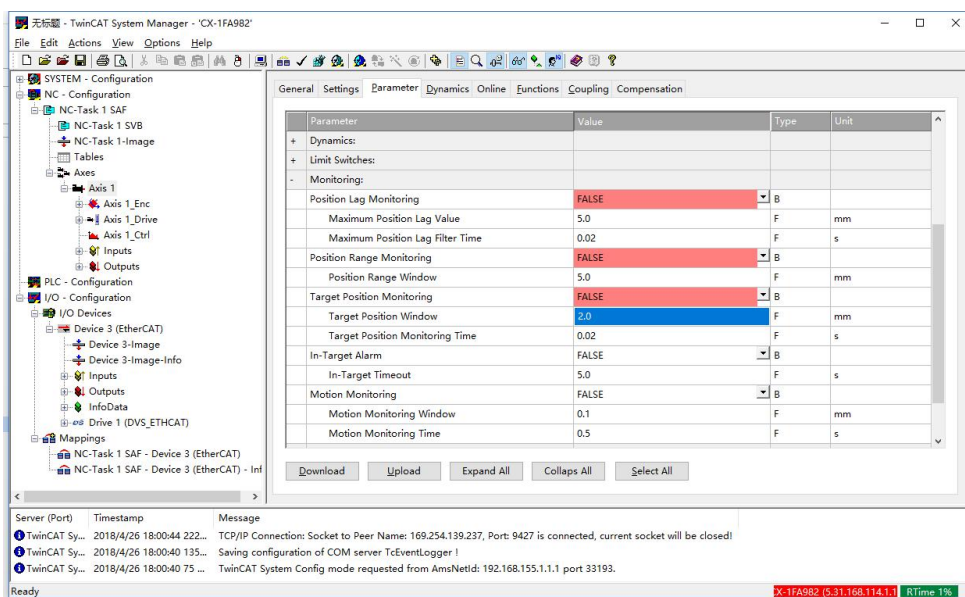 无标题 - TwinCAT System Manager - 'CX-1FA982'
File Edit Actions View Options Help
SYSTEM - Configuration
NC - Configuration
NC-Task 1 SAF
NC-Task 1 SVB
NC-Task 1-Image
Tables
Axes
Axis 1
Axis 1_Enc
Axis 1_Drive
Axis 1_Ctrl
Inputs
Outputs
PLC - Configuration
I/O - Configuration
I/O Devices
Device 3 (EtherCAT)
Device 3-Image
Device 3-Image-Info
Inputs
Outputs
InfoData
Drive 1 (DVS_ETHCAT)
Mappings
NC-Task 1 SAF - Device 3 (EtherCAT)
NC-Task 1 SAF - Device 3 (EtherCAT) - Inf
General Settings Parameter Dynamics Online Functions Coupling Compensation
Parameter Value Type Unit
+ Dynamics:
+ Limit Switches:
- Monitoring:
Position Lag Monitoring FALSE B
Maximum Position Lag Value 5.0 F mm
Maximum Position Lag Filter Time 0.02 F s
Position Range Monitoring FALSE B
Position Range Window 5.0 F mm
Target Position Monitoring FALSE B
Target Position Window 2.0 F mm
Target Position Monitoring Time 0.02 F s
In-Target Alarm FALSE B
In-Target Timeout 5.0 F s
Motion Monitoring FALSE B
Motion Monitoring Window 0.1 F mm
Motion Monitoring Time 0.5 F s
Download Upload Expand All Collaps All Select All
Server (Port) Timestamp Message
TwinCAT Sy... 2018/4/26 18:00:44 222... TCP/IP Connection: Socket to Peer Name: 169.254.139.237, Port: 9427 is connected, current socket will be closed!
TwinCAT Sy... 2018/4/26 18:00:40 135... Saving configuration of COM server TcEventLogger !
TwinCAT Sy... 2018/4/26 18:00:40 75 ... TwinCAT System Config mode requested from AmsNetId: 192.168.155.1.1.1 port 33193.
Ready CX-1FA982 (5.31.168.114.1.1 RTime 1%